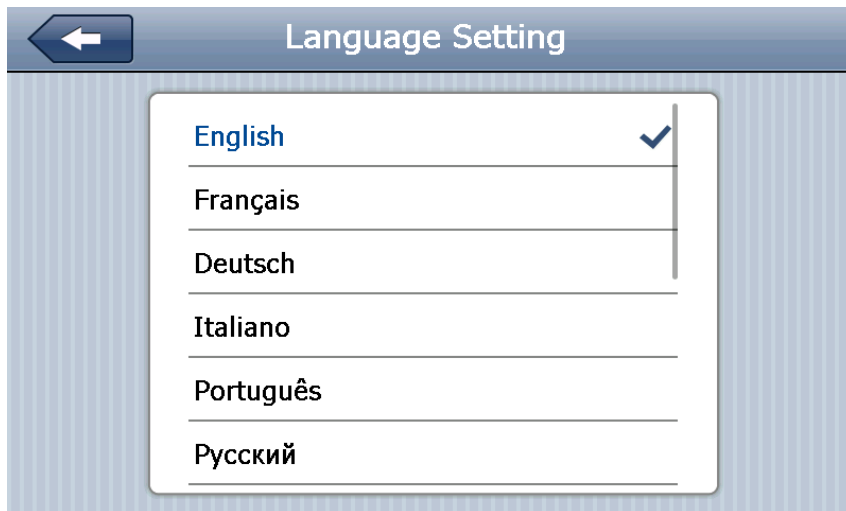 Language Setting
English
Français
Deutsch
Italiano
Português
Русский